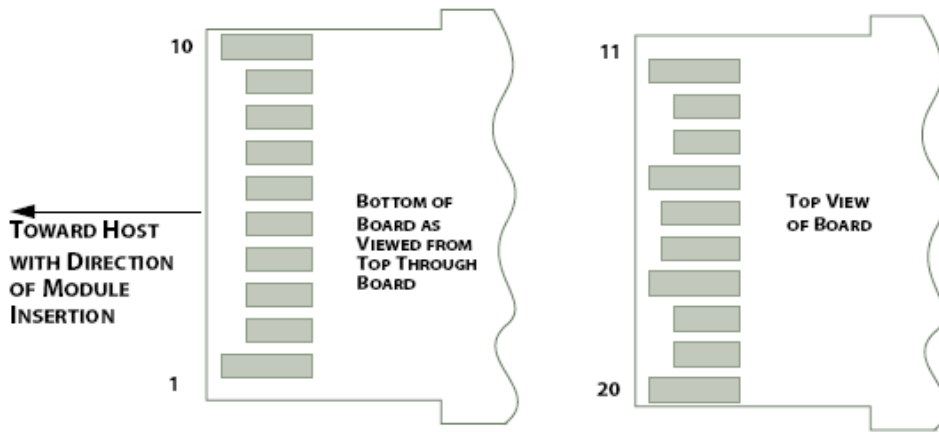 10
1
TOWARD HOST
WITH DIRECTION
OF MODULE
INSERTION
BOTTOM OF
BOARD AS
VIEWED FROM
TOP THROUGH
BOARD
11
20
TOP VIEW
OF BOARD